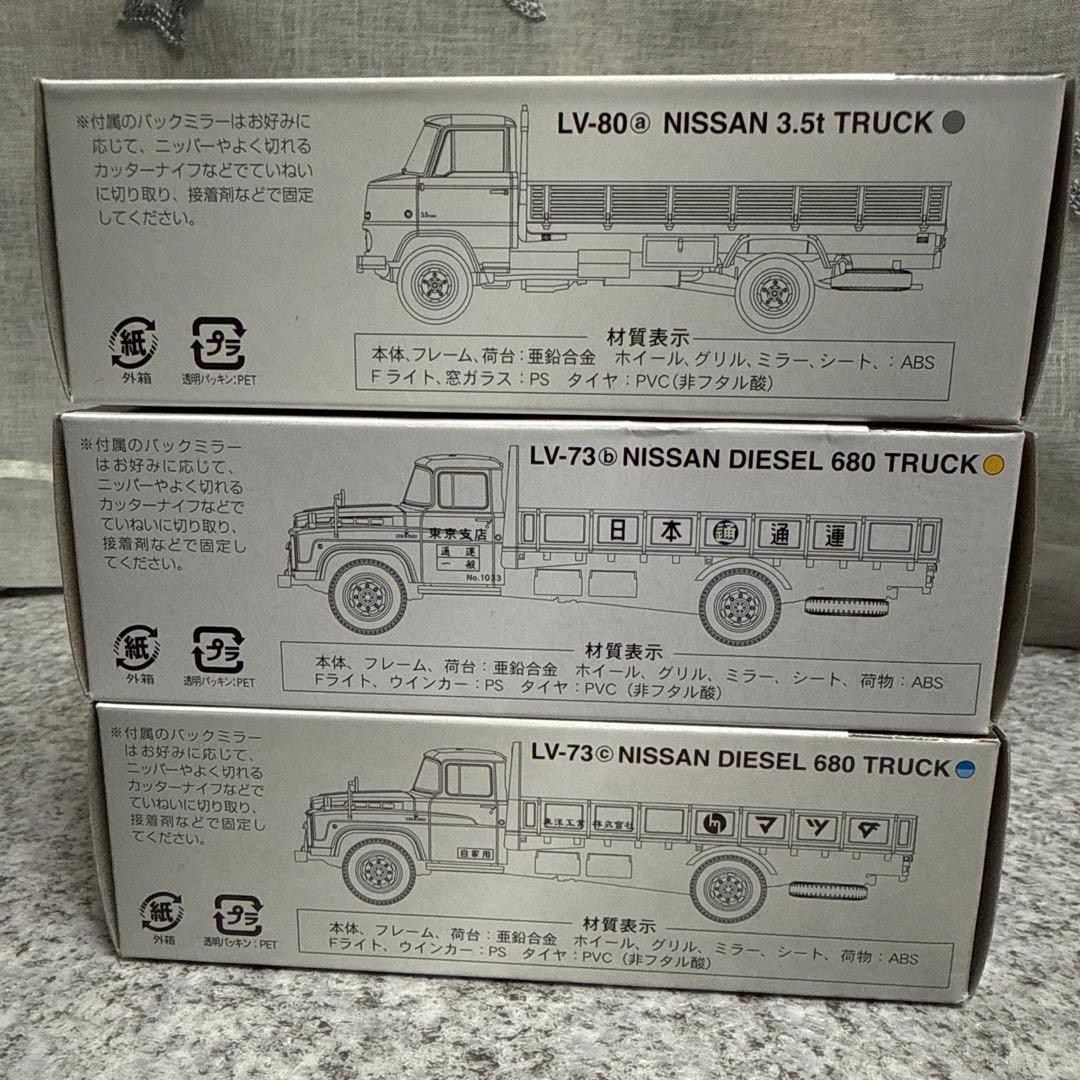 ※付属のバックミラーはお好みに
応じて、ニッパーやよく切れる
カッターナイフなどでていねい
に切り取り、接着剤などで固定
してください。
LV-80ⓐ NISSAN 3.5t TRUCK
紙
外箱
プラ
透明パッキン:PET
材質表示
本体、フレーム、荷台:亜鉛合金 ホイール、グリル、ミラー、シート、:ABS
Fライト、窓ガラス:PS タイヤ:PVC(非フタル酸)
※付属のバックミラー
はお好みに応じて、
ニッパーやよく切れる
カッターナイフなどで
ていねいに切り取り、
接着剤などで固定し
てください。
LV-73ⓑ NISSAN DIESEL 680 TRUCK
東京支店
通運
一般
No.1033
日本 通 通運
紙
外箱
プラ
透明パッキン:PET
材質表示
本体、フレーム、荷台:亜鉛合金 ホイール、グリル、ミラー、シート、荷物:ABS
Fライト、ウインカー:PS タイヤ:PVC(非フタル酸)
※付属のバックミラー
はお好みに応じて、
ニッパーやよく切れる
カッターナイフなどで
ていねいに切り取り、
接着剤などで固定し
てください。
LV-73ⓒ NISSAN DIESEL 680 TRUCK
自家用
東洋工業 株式會社
マツダ
紙
外箱
プラ
透明パッキン:PET
材質表示
本体、フレーム、荷台:亜鉛合金 ホイール、グリル、ミラー、シート、荷物:ABS
Fライト、ウインカー:PS タイヤ:PVC(非フタル酸)